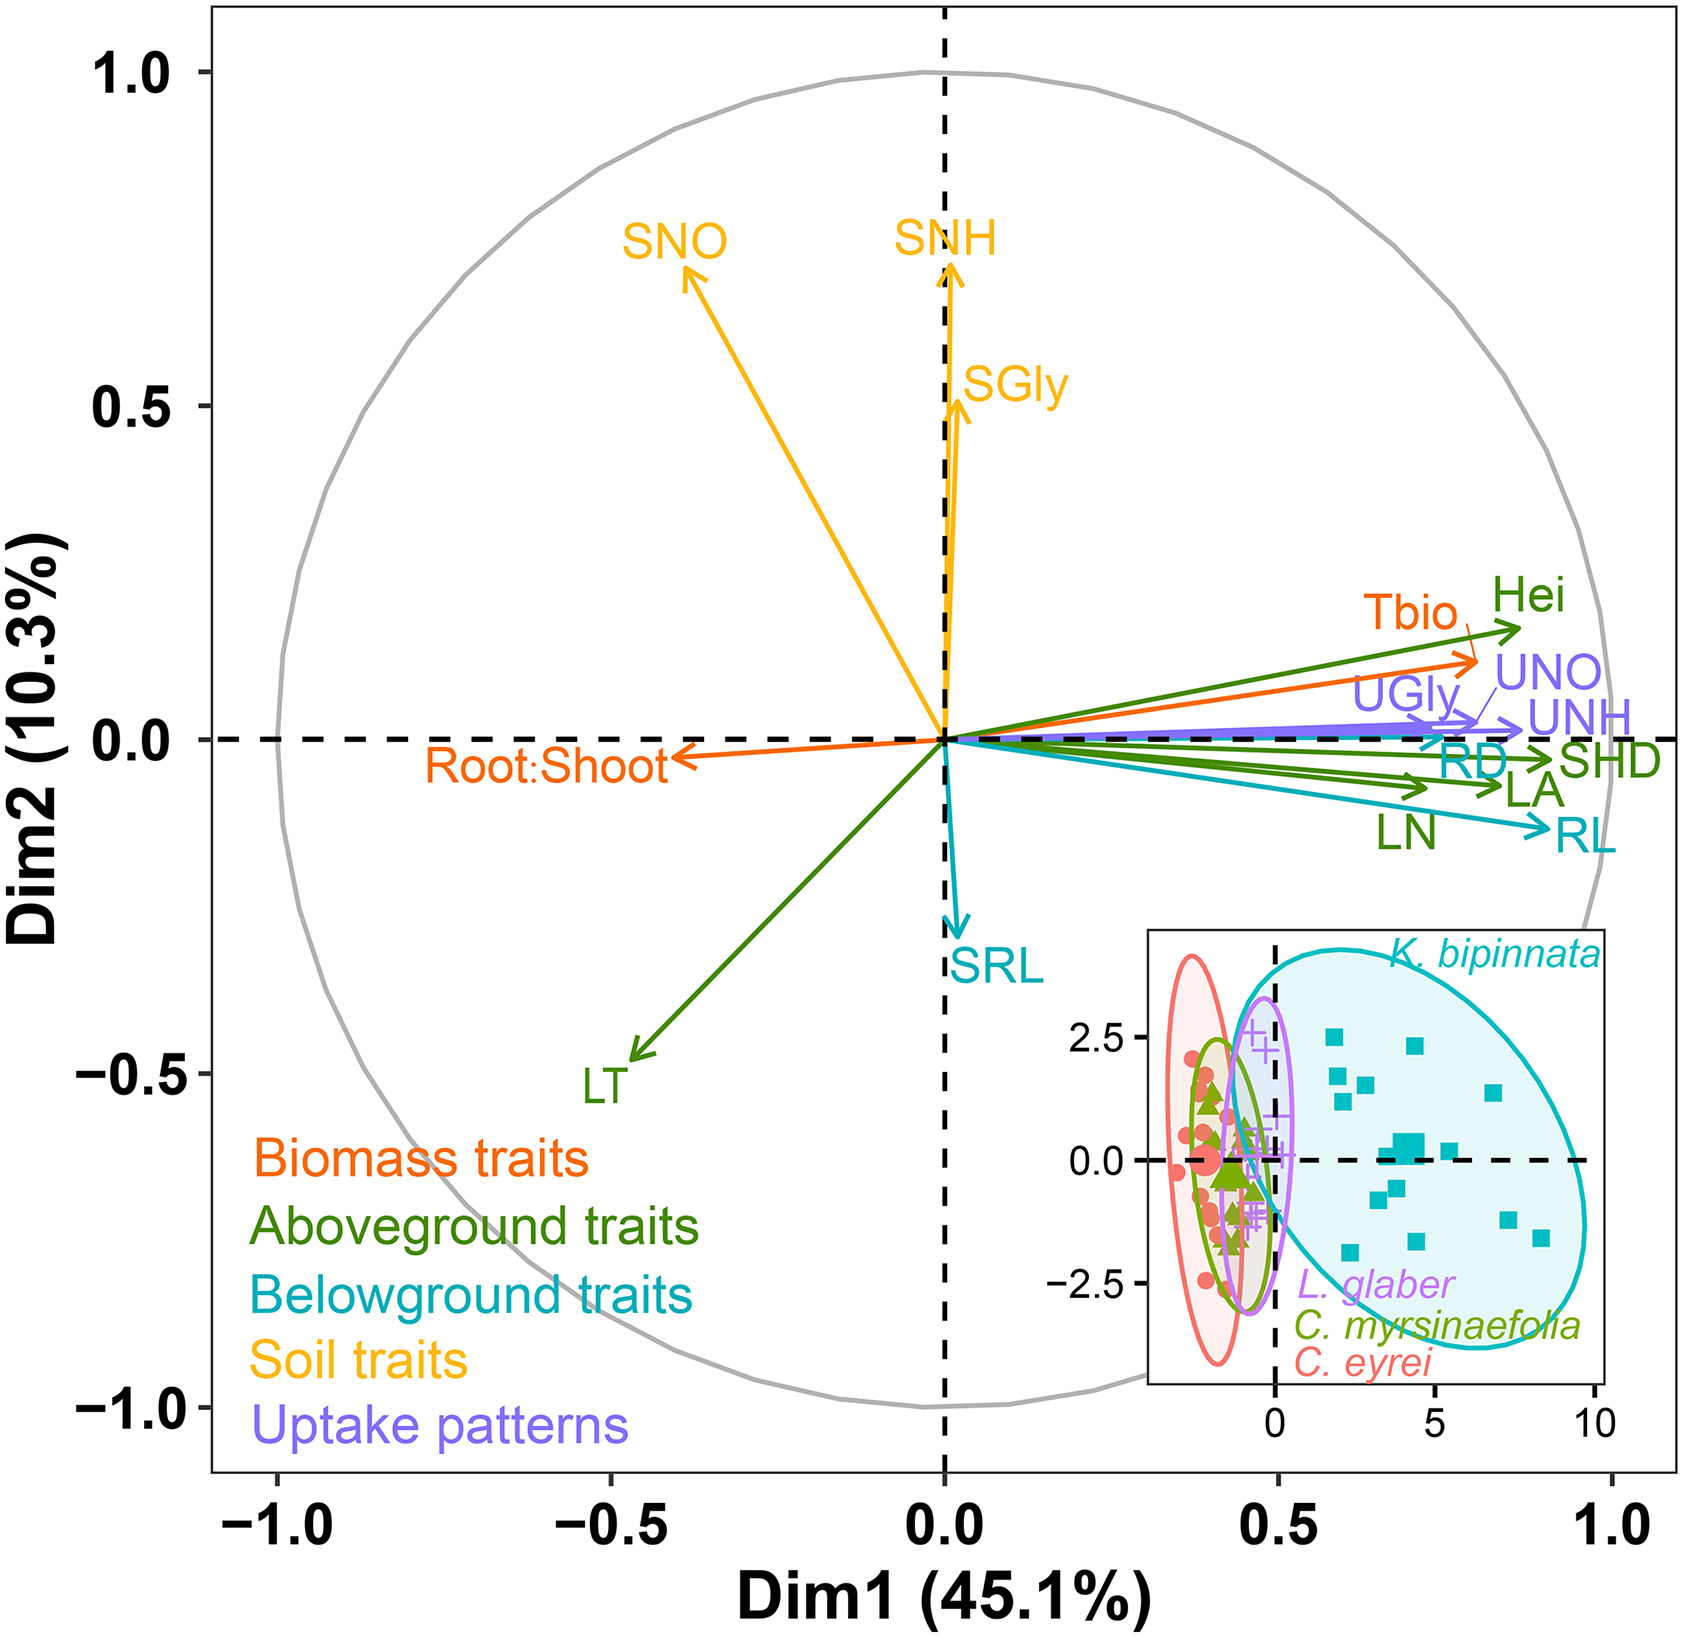 1.0
0.5
0.0
−0.5
−1.0
Dim2 (10.3%)
SNO
SNH
SGly
Hei
Tbio
UNO
UGly
UNH
Root:Shoot
RD
SHD
LA
LN
RL
SRL
LT
Biomass traits
Aboveground traits
Belowground traits
Soil traits
Uptake patterns
K. bipinnata
2.5
0.0
−2.5
L. glaber
C. myrsinaefolia
C. eyrei
0 5 10
−1.0 −0.5 0.0 0.5 1.0
Dim1 (45.1%)